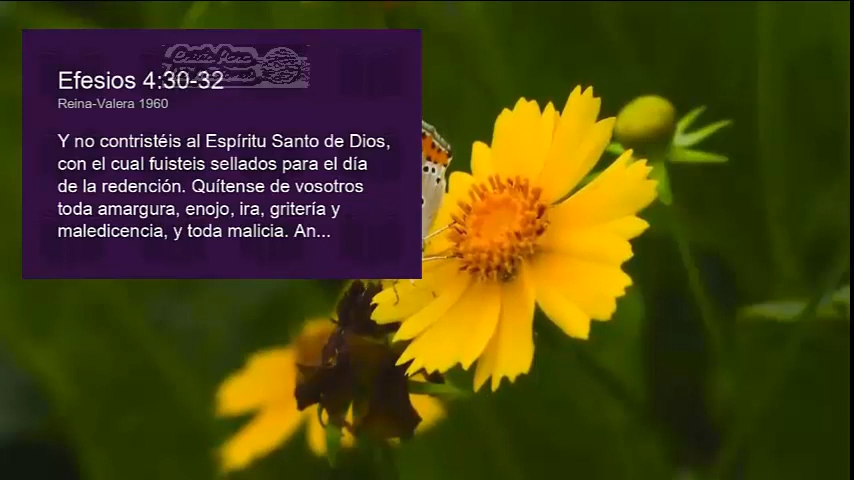 Efesios 4:30-32
Reina-Valera 1960
Y no contristéis al Espíritu Santo de Dios,
con el cual fuisteis sellados para el día
de la redención. Quítense de vosotros
toda amargura, enojo, ira, gritería y
maledicencia, y toda malicia. An...